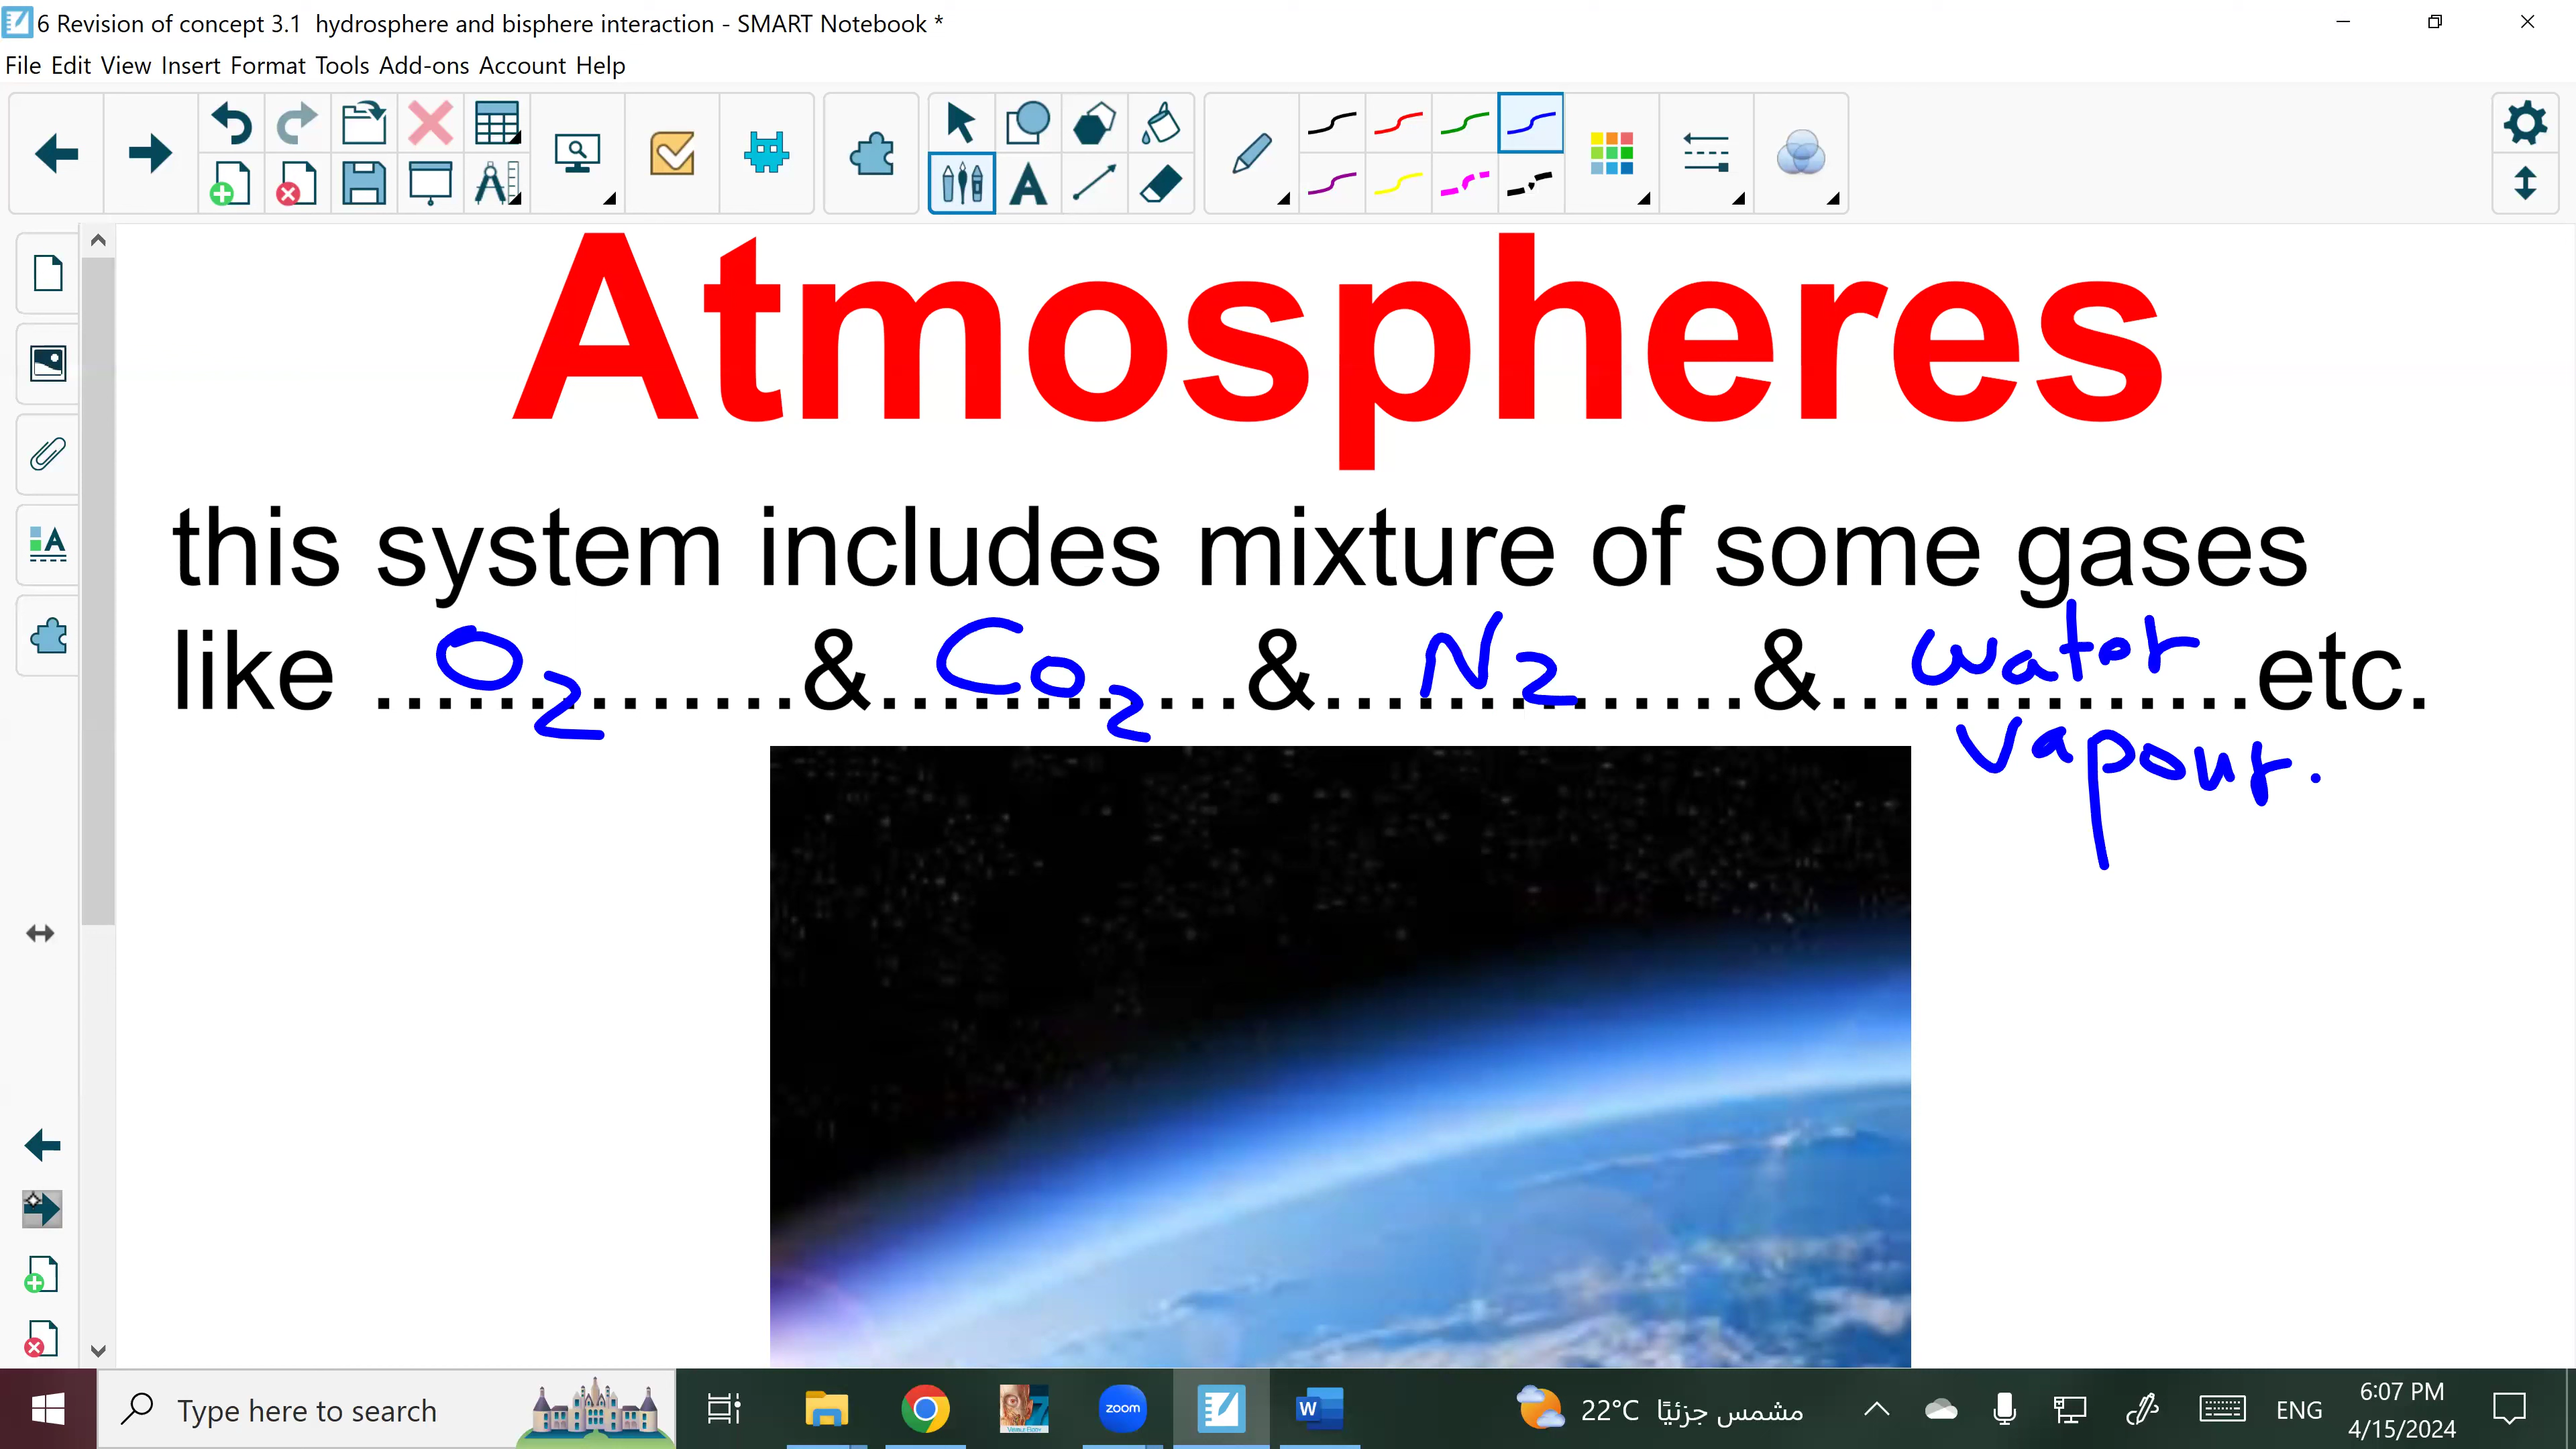 6 Revision of concept 3.1  hydrosphere and bisphere interaction - SMART Notebook *
File Edit View Insert Format Tools Add-ons Account Help
Atmospheres
this system includes mixture of some gases
like ......O2.......&.....Co2....&.....N2......&....water.....etc.
vapour.
Type here to search
zoom
W
22°C مشمس جزئيًا
ENG
6:07 PM
4/15/2024